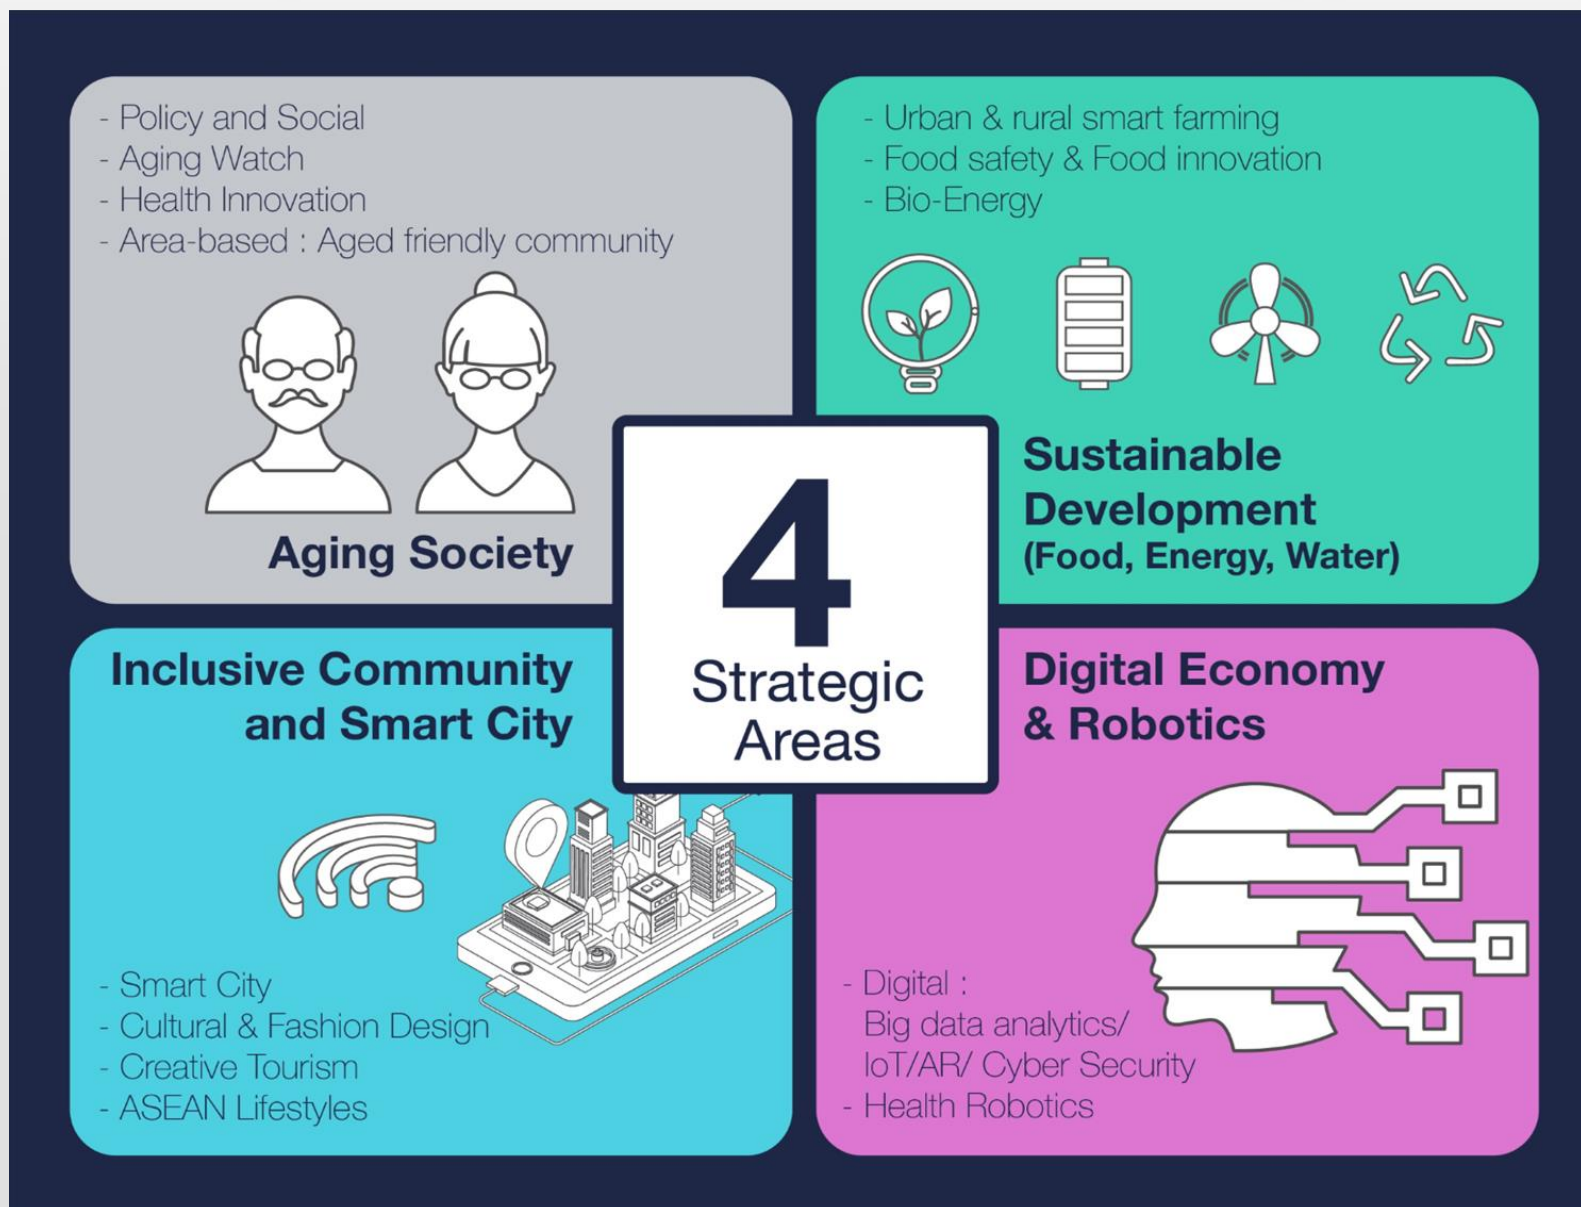 - Policy and Social
- Aging Watch
- Health Innovation
- Area-based : Aged friendly community
Aging Society
- Urban & rural smart farming
- Food safety & Food innovation
- Bio-Energy
Sustainable
Development
(Food, Energy, Water)
4
Strategic
Areas
Inclusive Community
and Smart City
- Smart City
- Cultural & Fashion Design
- Creative Tourism
- ASEAN Lifestyles
Digital Economy
& Robotics
- Digital :
Big data analytics/
IoT/AR/ Cyber Security
- Health Robotics